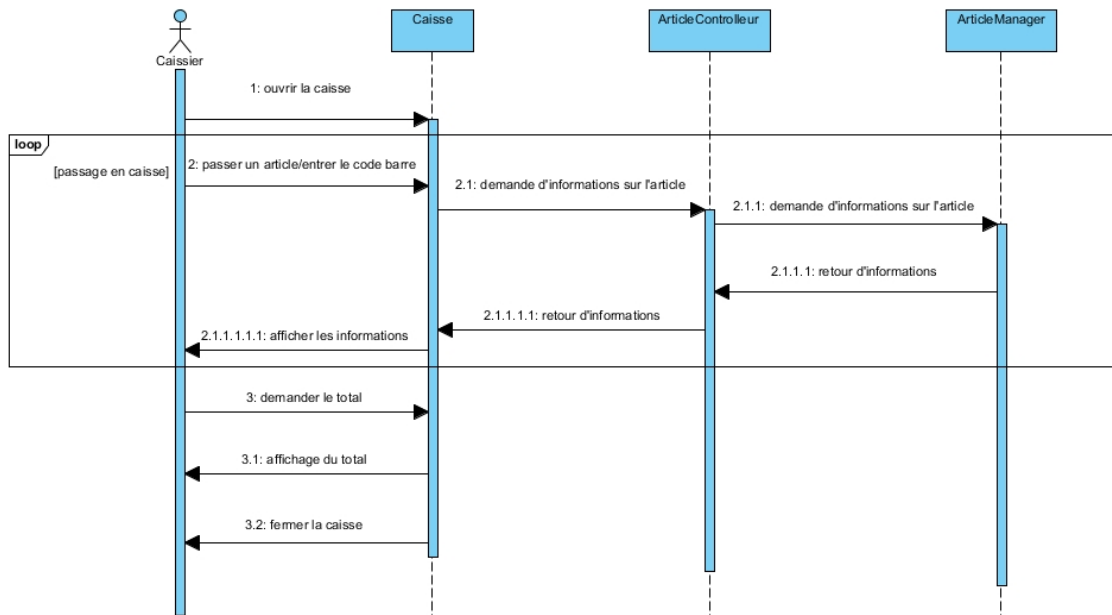 Caissier
Caisse
ArticleControlleur
ArticleManager
1: ouvrir la caisse
loop
[passage en caisse]
2: passer un article/entrer le code barre
2.1: demande d'informations sur l'article
2.1.1: demande d'informations sur l'article
2.1.1.1: retour d'informations
2.1.1.1.1: retour d'informations
2.1.1.1.1.1: afficher les informations
3: demander le total
3.1: affichage du total
3.2: fermer la caisse